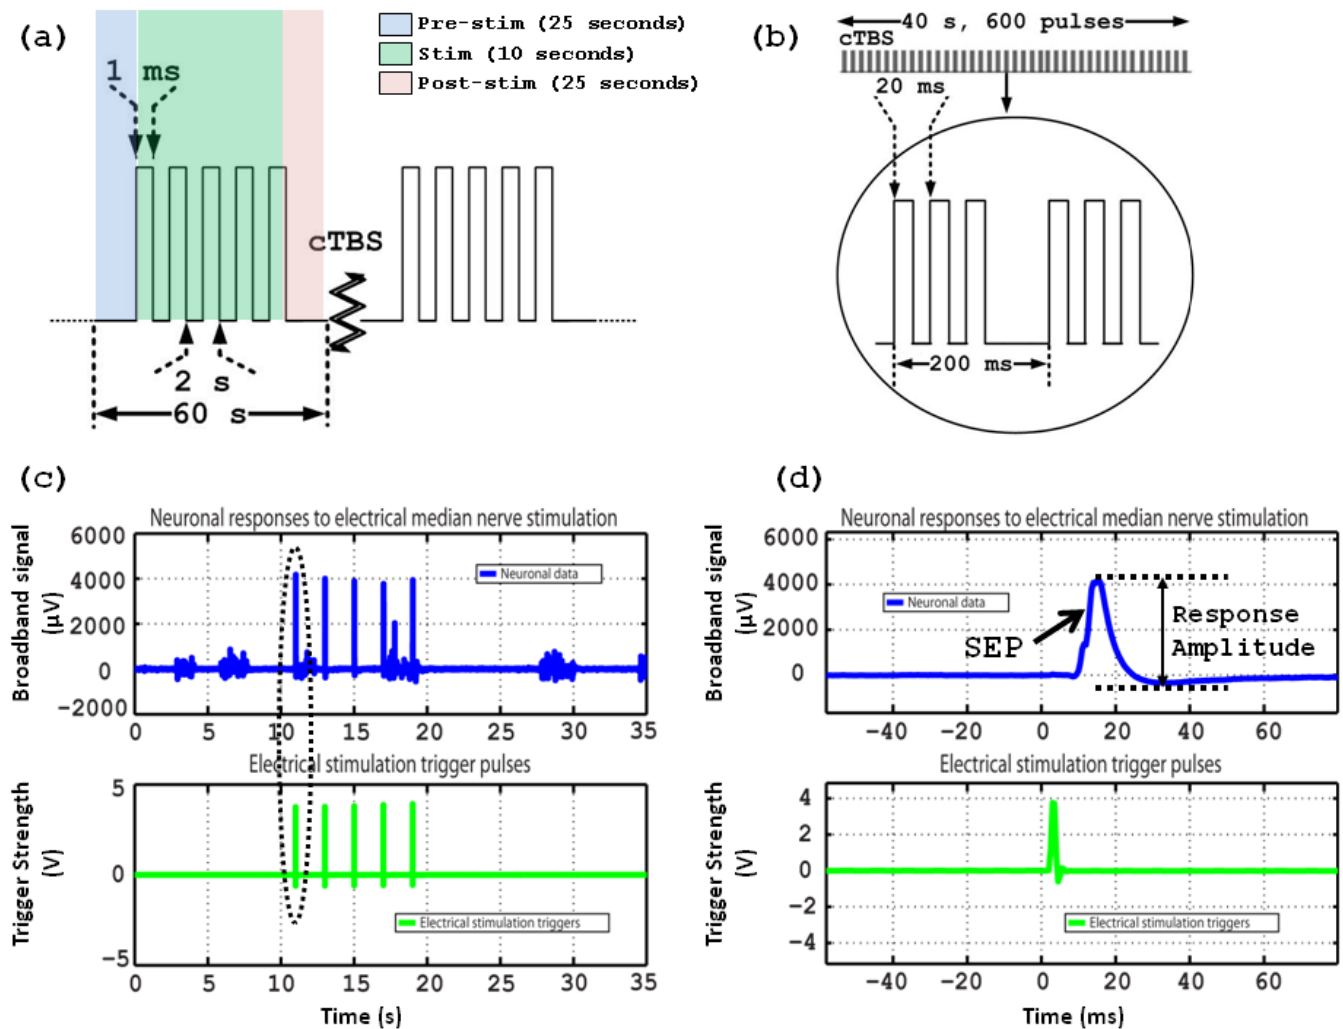 (a)
Pre-stim (25 seconds)
Stim (10 seconds)
Post-stim (25 seconds)
1 ms
cTBS
2 s
60 s
(b)
40 s, 600 pulses
cTBS
20 ms
200 ms
(c)
Neuronal responses to electrical median nerve stimulation
Broadband signal
(µV)
6000
4000
2000
0
−2000
Neuronal data
0 5 10 15 20 25 30 35
Electrical stimulation trigger pulses
Trigger Strength
(V)
5
0
−5
Electrical stimulation triggers
0 5 10 15 20 25 30 35
Time (s)
(d)
Neuronal responses to electrical median nerve stimulation
Broadband signal
(µV)
6000
4000
2000
0
Neuronal data
SEP
Response
Amplitude
−40 −20 0 20 40 60
Electrical stimulation trigger pulses
Trigger Strength
(V)
4
2
0
−2
−4
Electrical stimulation triggers
−40 −20 0 20 40 60
Time (ms)